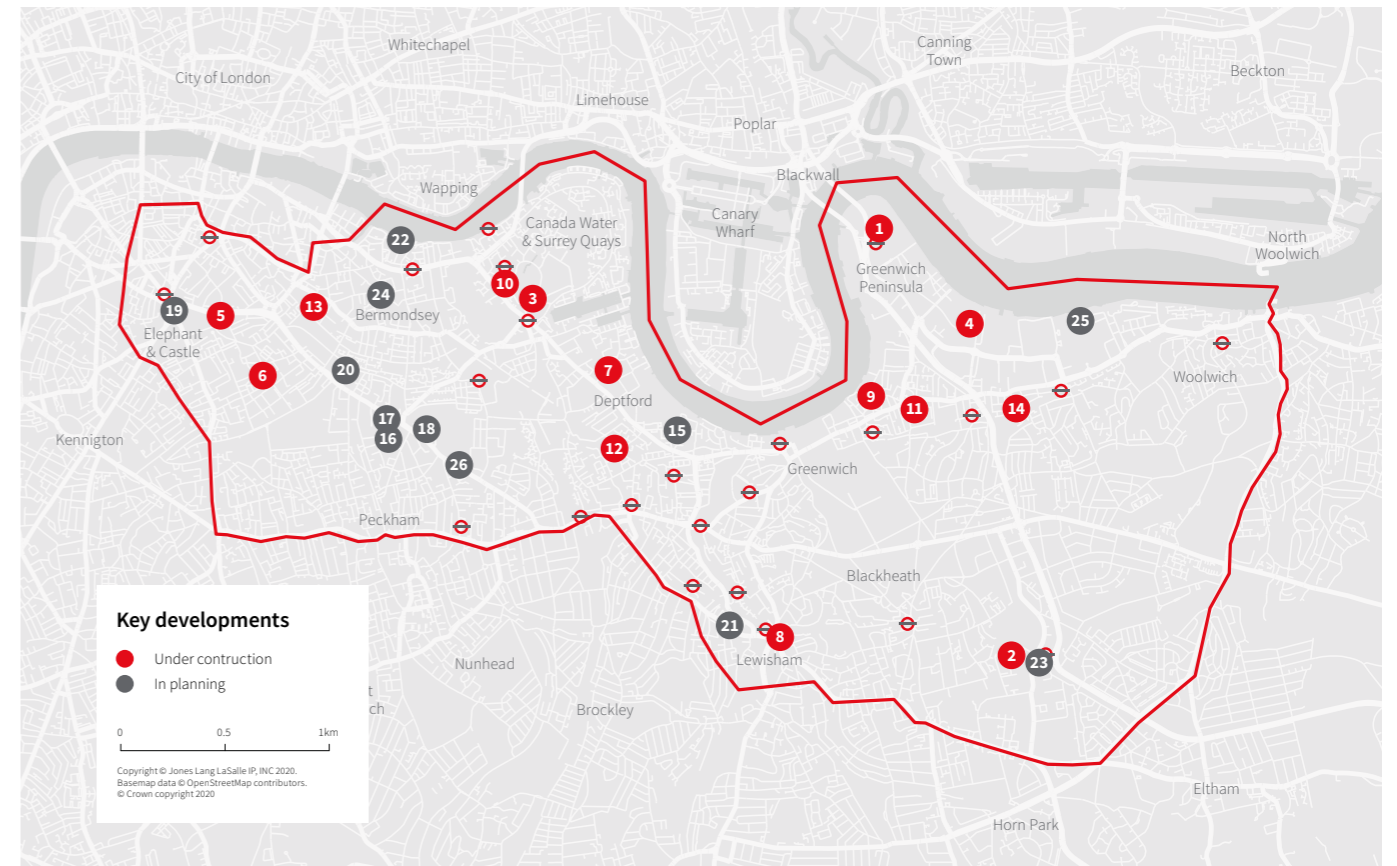 Whitechapel
Canning
Town
City of London
Beckton
Limehouse
Poplar
Blackwall
Wapping
Canary
Wharf
Canada Water
& Surrey Quays
1
22
North
Woolwich
Greenwich
Peninsula
10
3
24
Bermondsey
13
19
5
Elephant
& Castle
4
25
20
6
7
Deptford
Woolwich
9
11
14
17
16
18
15
12
Kennington
26
Greenwich
Peckham
Blackheath
21
8
Lewisham
2
23
Nunhead
Brockley
t
ch
Eltham
Horn Park
Key developments
Under contruction
In planning
0 0.5 1km
Copyright © Jones Lang LaSalle IP, INC 2020.
Basemap data © OpenStreetMap contributors.
© Crown copyright 2020